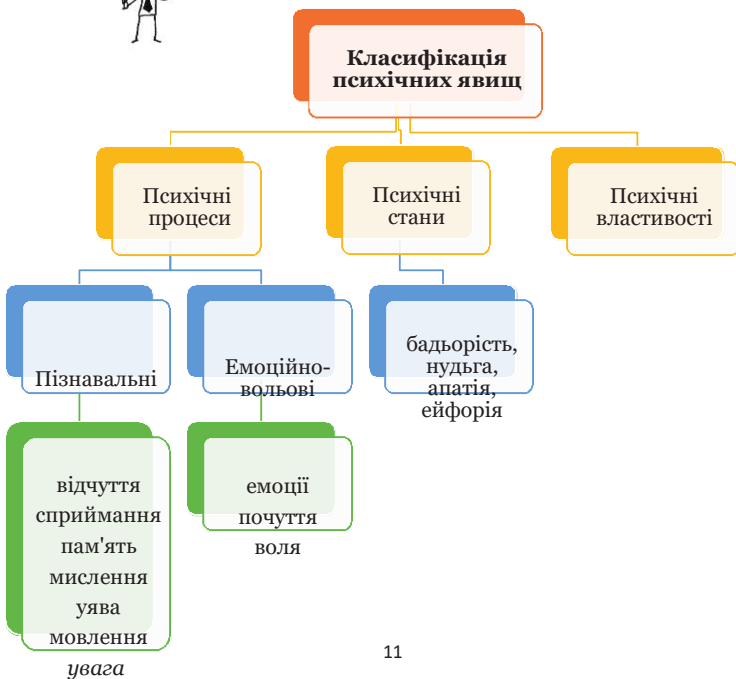 Класифікація
психічних явищ
Психічні
процеси
Психічні
стани
Психічні
властивості
Пізнавальні
Емоційно-
вольові
бадьорість,
нудьга,
апатія,
ейфорія
відчуття
сприймання
пам'ять
мислення
уява
мовлення
увага
емоції
почуття
воля
11